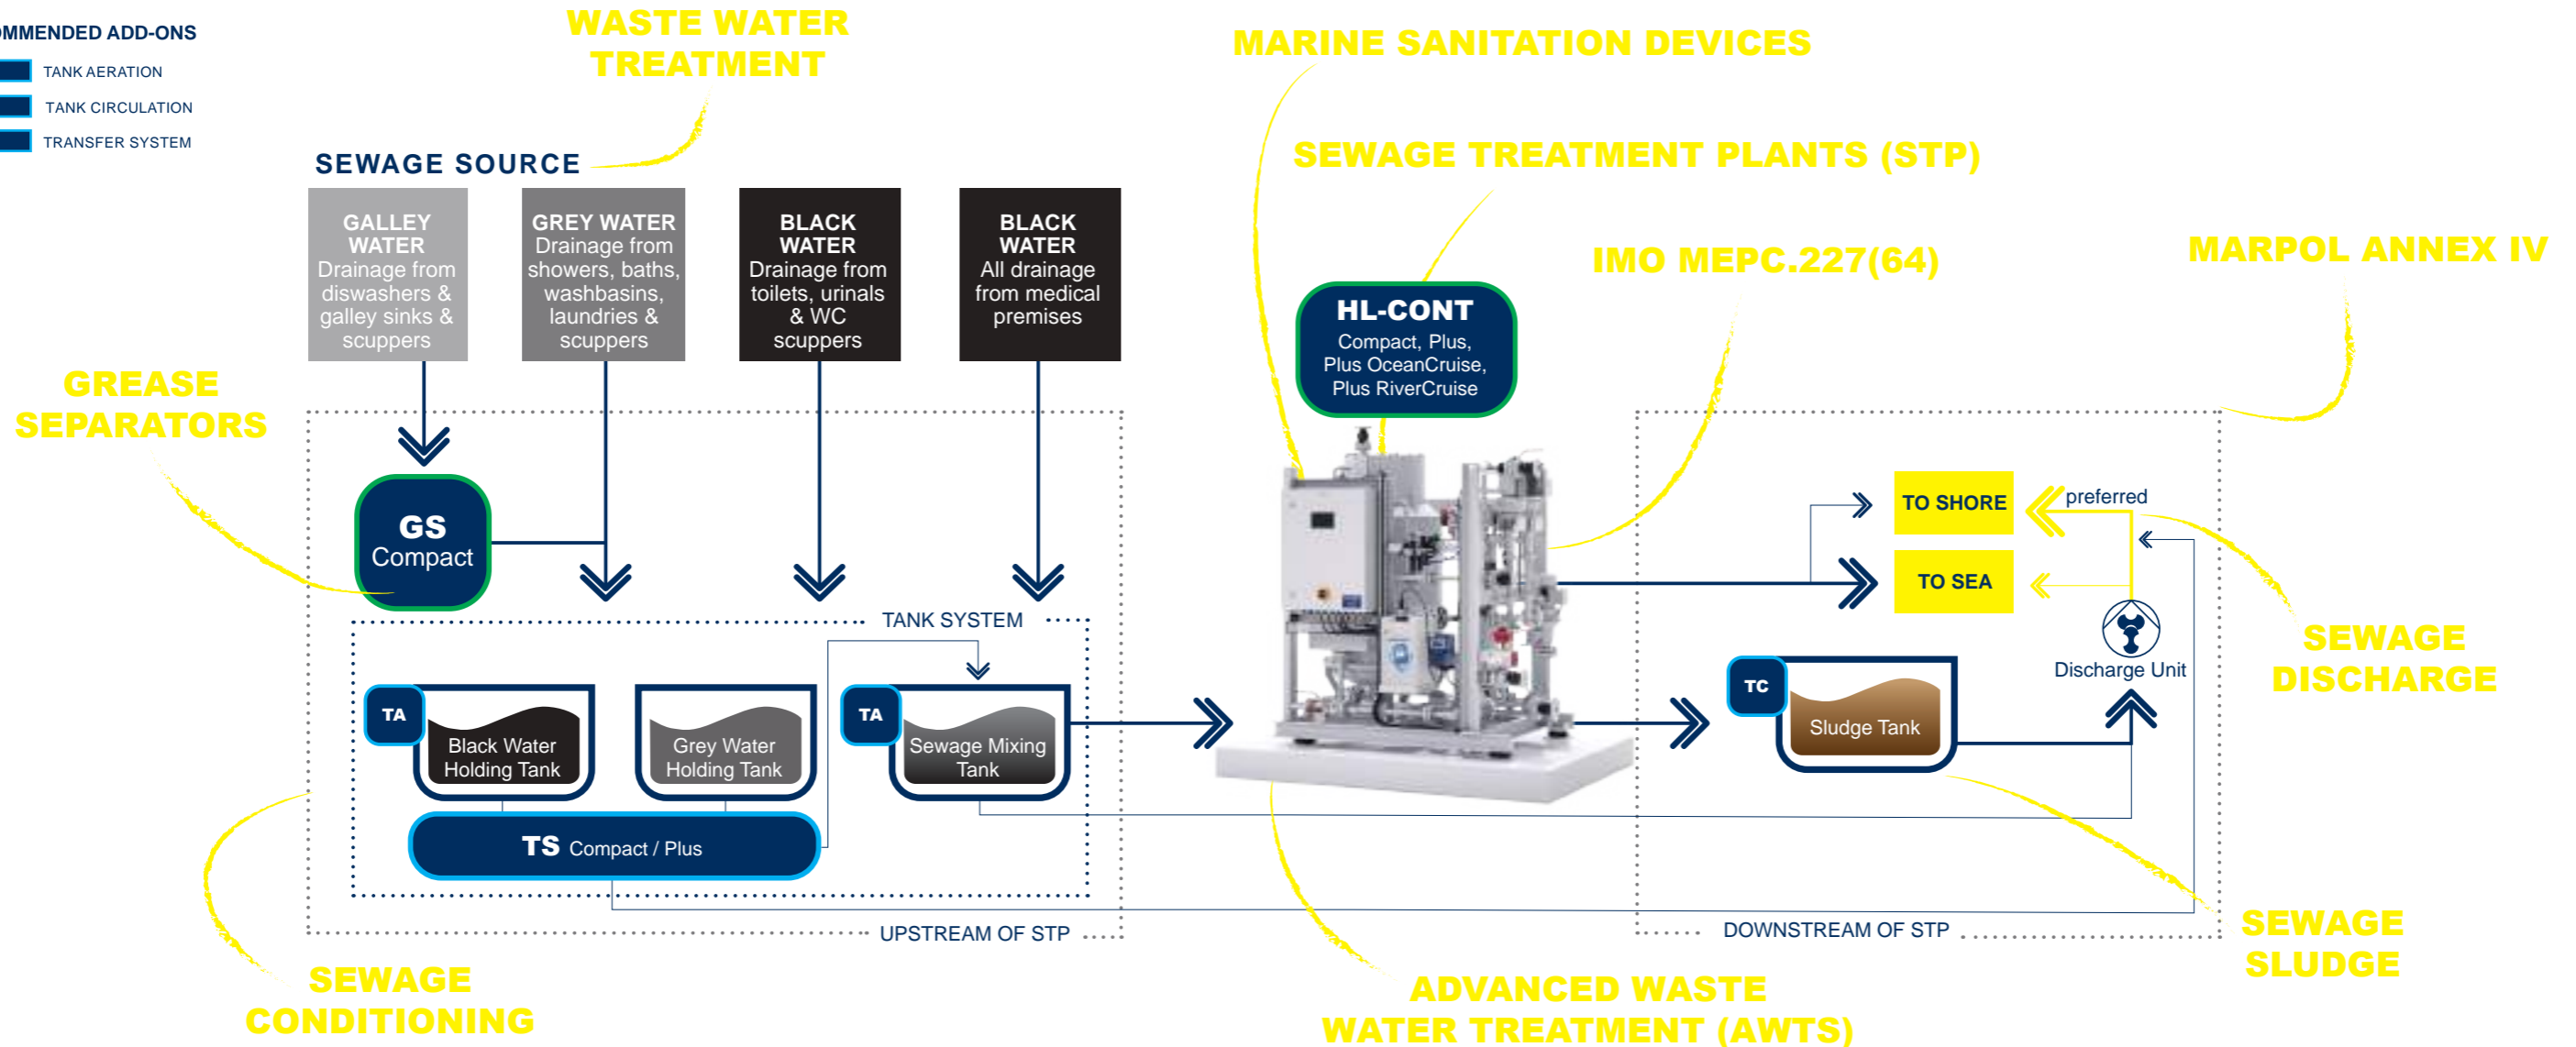 OMMENDED ADD-ONS
TANK AERATION
TANK CIRCULATION
TRANSFER SYSTEM
WASTE WATER
TREATMENT
MARINE SANITATION DEVICES
SEWAGE TREATMENT PLANTS (STP)
IMO MEPC.227(64)
MARPOL ANNEX IV
SEWAGE SOURCE
GALLEY
WATER
Drainage from
diswashers &
galley sinks &
scuppers
GREY WATER
Drainage from
showers, baths,
washbasins,
laundries &
scuppers
BLACK
WATER
Drainage from
toilets, urinals
& WC
scuppers
BLACK
WATER
All drainage
from medical
premises
HL-CONT
Compact, Plus,
Plus OceanCruise,
Plus RiverCruise
GREASE
SEPARATORS
GS
Compact
TO SHORE
preferred
TO SEA
TANK SYSTEM
SEWAGE
DISCHARGE
Discharge Unit
TA
Black Water
Holding Tank
Grey Water
Holding Tank
TA
Sewage Mixing
Tank
TC
Sludge Tank
TS Compact / Plus
UPSTREAM OF STP
DOWNSTREAM OF STP
SEWAGE
SLUDGE
SEWAGE
CONDITIONING
ADVANCED WASTE
WATER TREATMENT (AWTS)